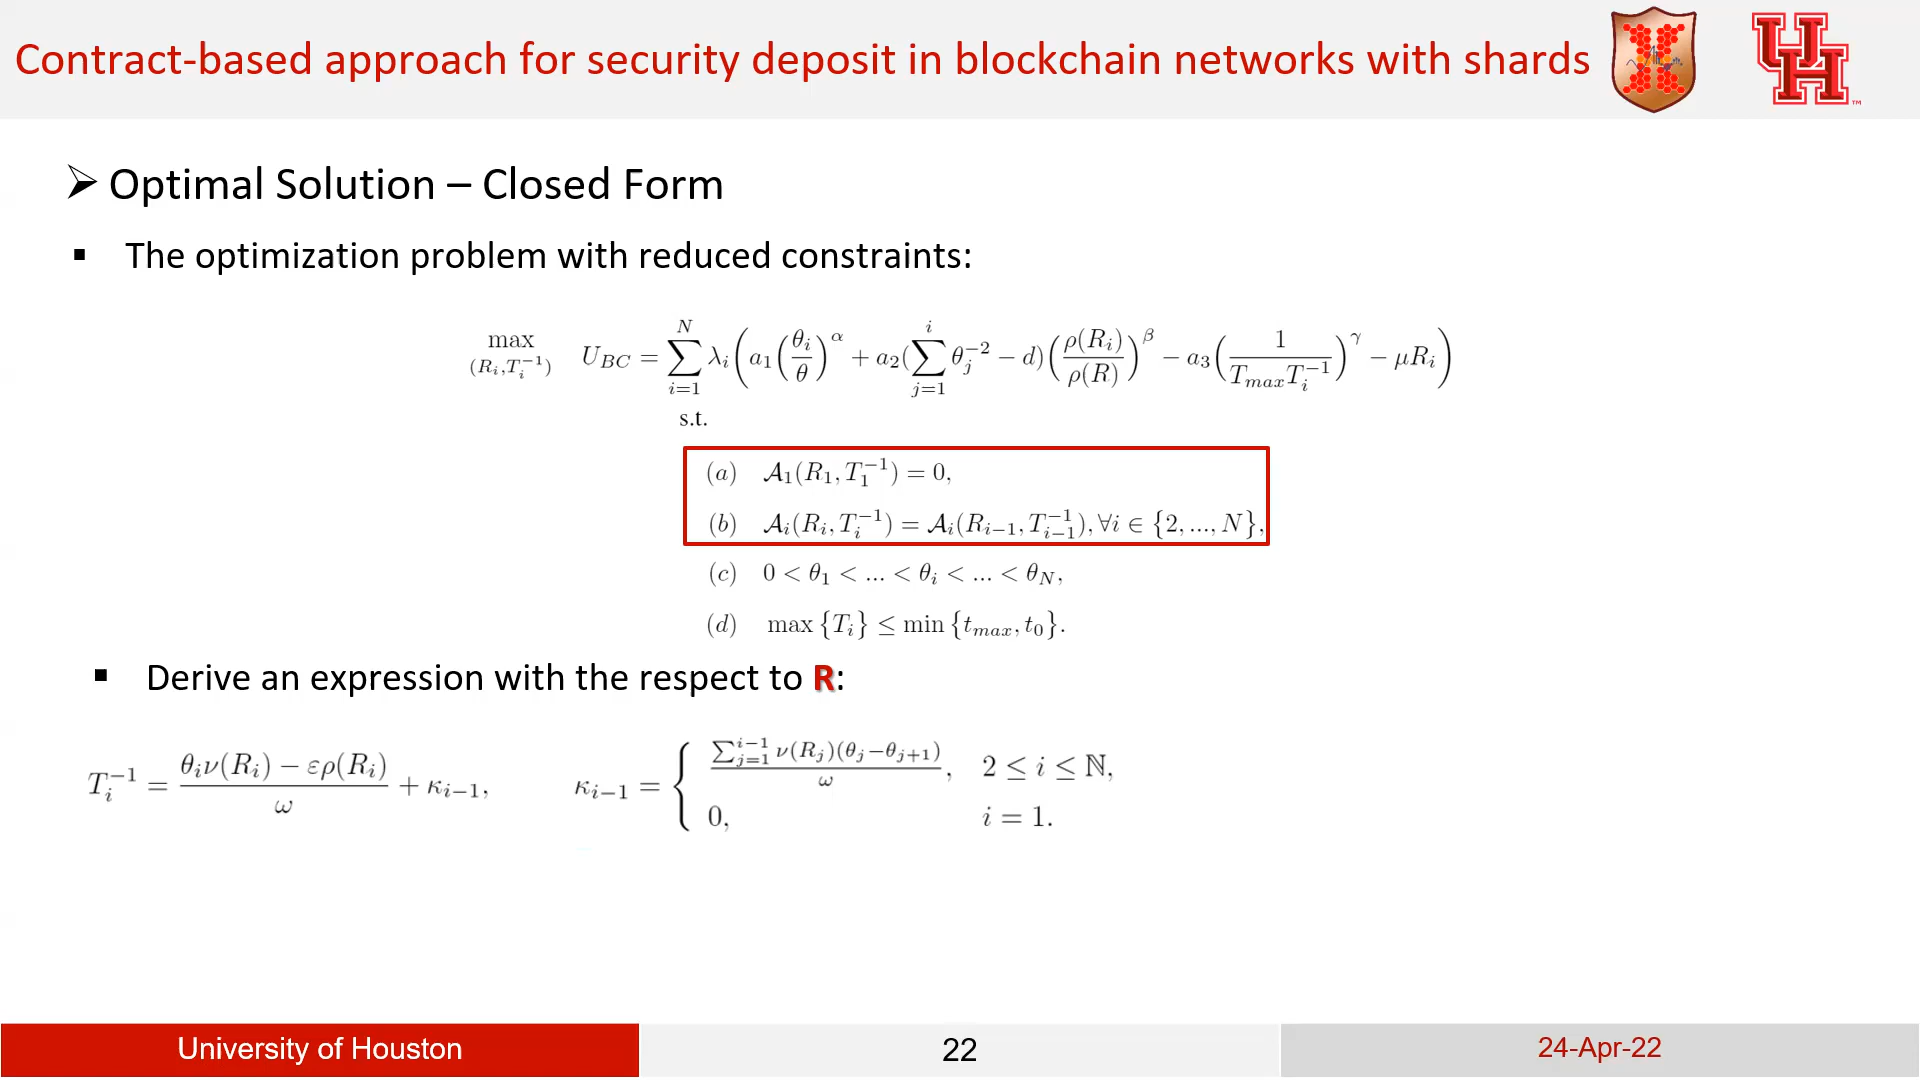 Contract-based approach for security deposit in blockchain networks with shards
➢ Optimal Solution – Closed Form
▪ The optimization problem with reduced constraints:
$\max_{(R_i, T_i^{-1})} \quad U_{BC} = \sum_{i=1}^{N} \lambda_i \left( a_1 \left( \frac{\theta_i}{\theta} \right)^{\alpha} + a_2 (\sum_{j=1}^{i} \theta_j^{-2} - d) \left( \frac{\rho(R_i)}{\rho(R)} \right)^{\beta} - a_3 \left( \frac{1}{T_{max} T_i^{-1}} \right)^{\gamma} - \mu R_i \right)$
s.t.
$(a) \quad \mathcal{A}_1(R_1, T_1^{-1}) = 0,$
$(b) \quad \mathcal{A}_i(R_i, T_i^{-1}) = \mathcal{A}_i(R_{i-1}, T_{i-1}^{-1}), \forall i \in \{2, ..., N\},$
$(c) \quad 0 < \theta_1 < ... < \theta_i < ... < \theta_N,$
$(d) \quad \max \{T_i\} \leq \min \{t_{max}, t_0\}.$
▪ Derive an expression with the respect to R:
$T_i^{-1} = \frac{\theta_i \nu(R_i) - \varepsilon \rho(R_i)}{\omega} + \kappa_{i-1}, \quad \kappa_{i-1} = \begin{cases} \frac{\sum_{j=1}^{i-1} \nu(R_j)(\theta_j - \theta_{j+1})}{\omega}, & 2 \leq i \leq \mathbb{N}, \\ 0, & i = 1. \end{cases}$
University of Houston
22
24-Apr-22